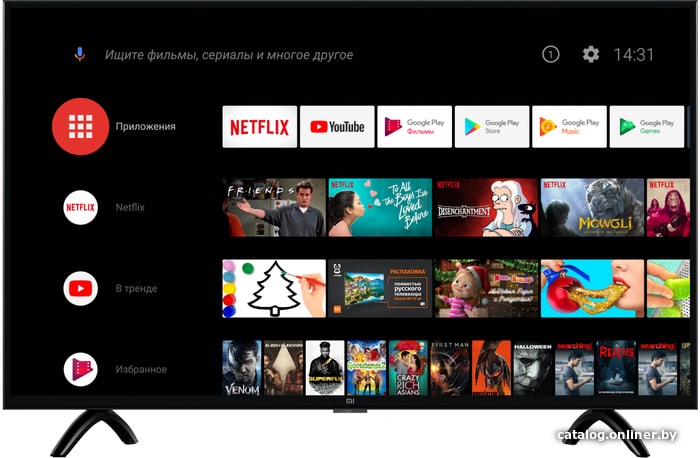 Ищите фильмы, сериалы и многое другое
1
14:31
Приложения
NETFLIX
YouTube
Google Play
Фильмы
Google Play
Store
Google Play
Music
Google Play
Games
NETFLIX
Netflix
FRIENDS
NETFLIX
To All
The Boys I've
Loved
Before
NETFLIX
DISENCHANTMENT
NETFLIX
MOWGLI
NETFLIX
В тренде
РАСПАКОВКА
ПОЛНОСТЬЮ
РУССКОГО
ТЕЛЕВИЗОРА
Избранное
VENOM
SUPERFLY
Goosebumps 2
CRAZY
RICH
ASIANS
FIRST MAN
HALLOWEEN
searching
searching
MI
catalog.onliner.by